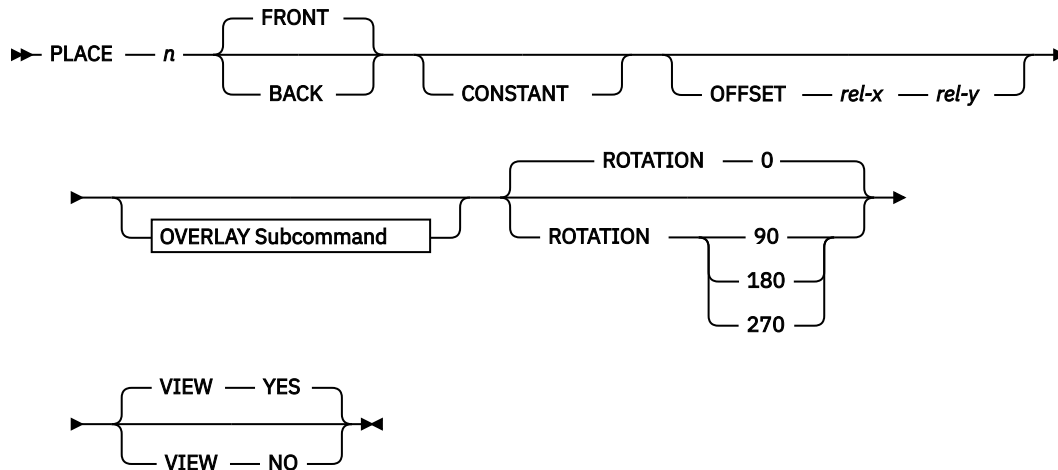 FRONT
PLACE n
BACK
CONSTANT
OFFSET rel-x rel-y
ROTATION 0
OVERLAY Subcommand
ROTATION 90
180
270
VIEW YES
VIEW NO